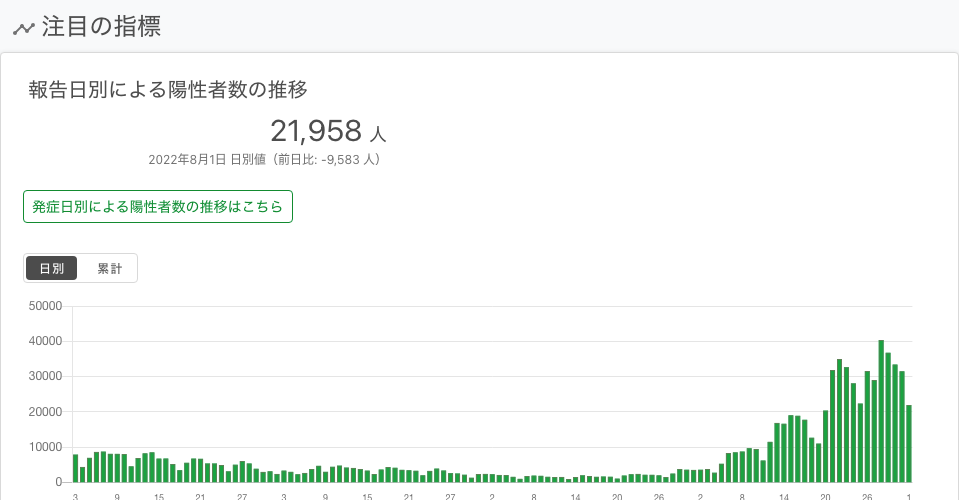 注目の指標
報告日別による陽性者数の推移
21,958 人
2022年8月1日 日別値（前日比: -9,583 人）
発症日別による陽性者数の推移はこちら
日別 累計
50000
40000
30000
20000
10000
0
3 9 15 21 27 3 9 15 21 27 2 8 14 20 26 2 8 14 20 26 1